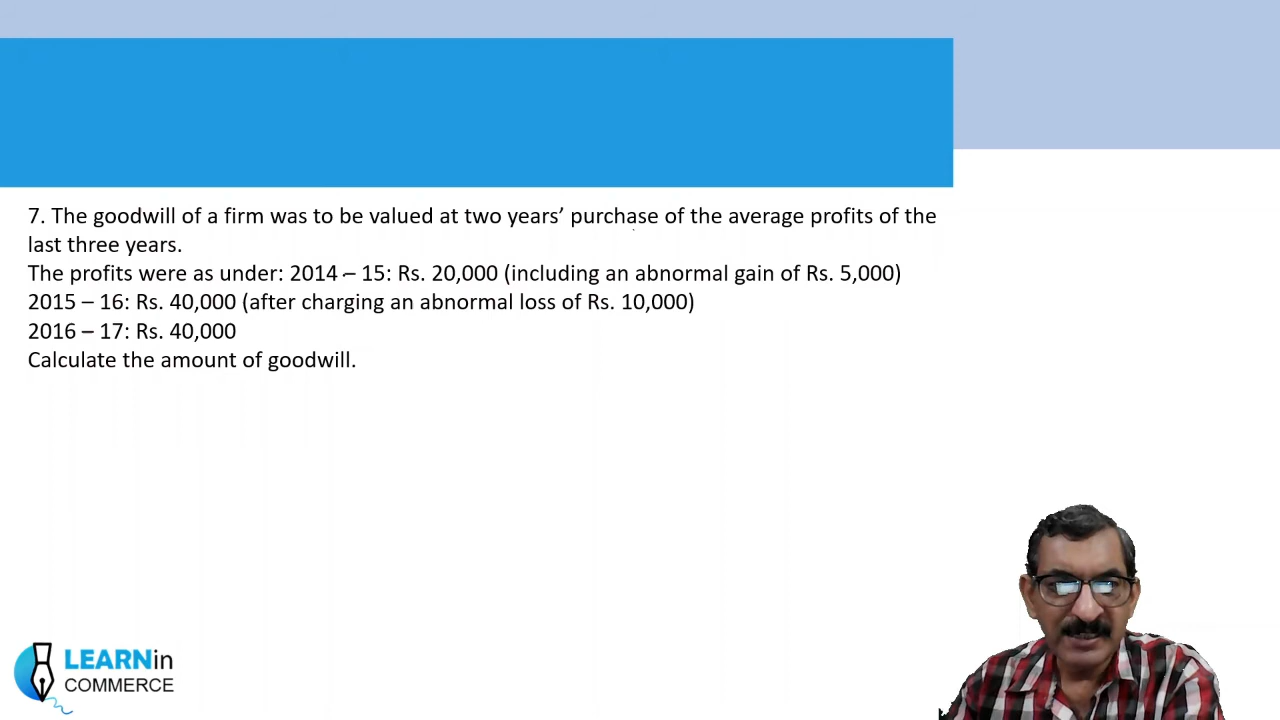 7. The goodwill of a firm was to be valued at two years’ purchase of the average profits of the
last three years.
The profits were as under: 2014 – 15: Rs. 20,000 (including an abnormal gain of Rs. 5,000)
2015 – 16: Rs. 40,000 (after charging an abnormal loss of Rs. 10,000)
2016 – 17: Rs. 40,000
Calculate the amount of goodwill.
LEARNin
COMMERCE